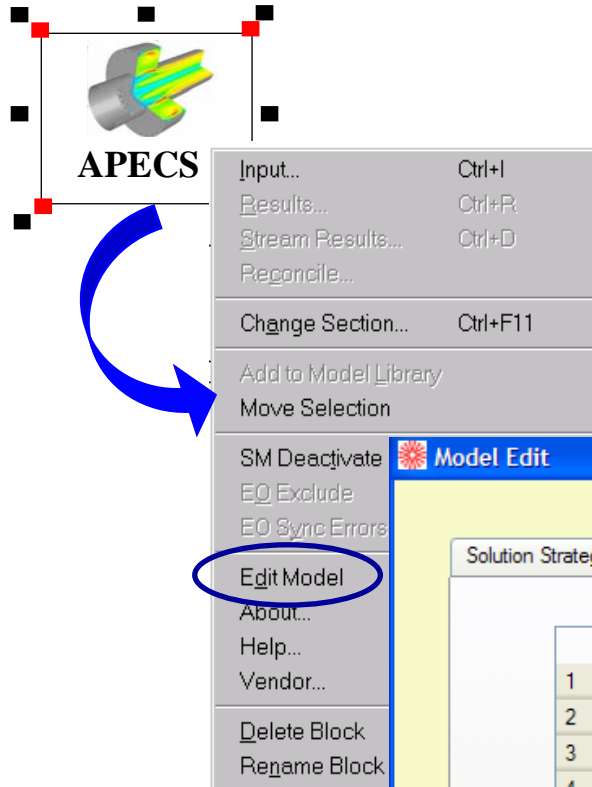 APECS
Input... Ctrl+I
Results... Ctrl+R
Stream Results... Ctrl+D
Reconcile...
Change Section... Ctrl+F11
Add to Model Library
Move Selection
SM Deactivate
EO Exclude
EO Sync Errors
Edit Model
About...
Help...
Vendor...
Delete Block
Rename Block
Model Edit
Solution
1
2
3